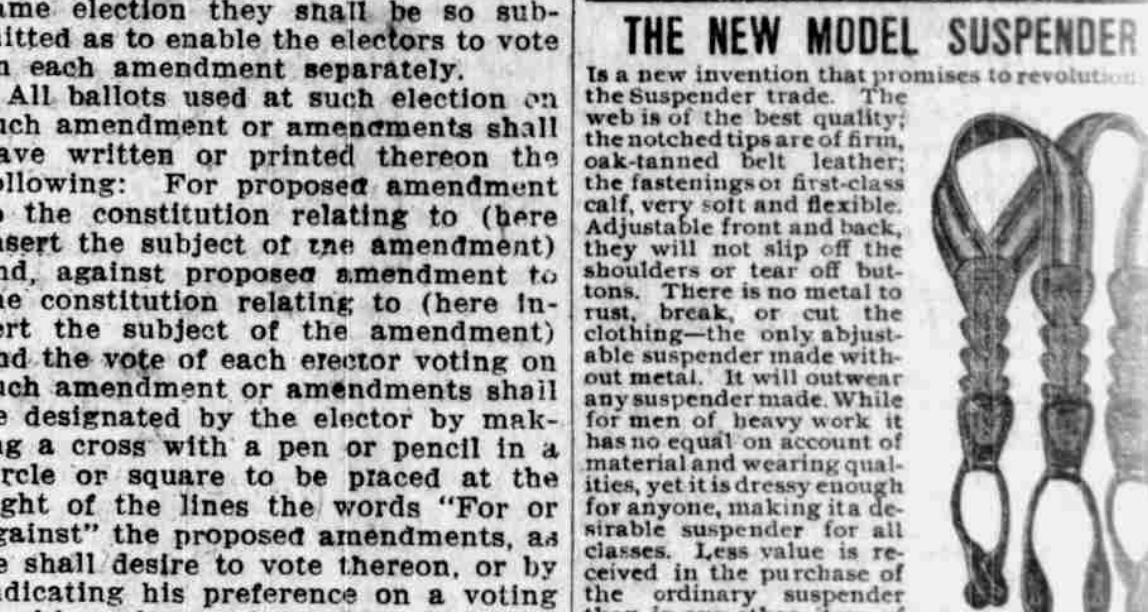 ame election they shall be so sub-
itted as to enable the electors to vote
n each amendment separately.
All ballots used at such election on
uch amendment or amendments shall
ave written or printed thereon the
ollowing: For proposed amendment
o the constitution relating to (here
nsert the subject of the amendment)
nd, against proposed amendment to
he constitution relating to (here in-
ert the subject of the amendment)
nd the vote of each elector voting on
uch amendment or amendments shall
e designated by the elector by mak-
ng a cross with a pen or pencil in a
rcle or square to be placed at the
ght of the lines the words "For or
gainst" the proposed amendments, as
e shall desire to vote thereon, or by
ndicating his preference on a voting
THE NEW MODEL SUSPENDER
Is a new invention that promises to revolution
the Suspender trade. The
web is of the best quality;
the notched tips are of firm,
oak-tanned belt leather;
the fastenings of first-class
calf, very soft and flexible.
Adjustable front and back,
they will not slip off the
shoulders or tear off but-
tons. There is no metal to
rust, break, or cut the
clothing—the only abjust-
able suspender made with-
out metal. It will outwear
any suspender made. While
for men of heavy work it
has no equal on account of
material and wearing qual-
ities, yet it is dressy enough
for anyone, making it a de-
sirable suspender for all
classes. Less value is re-
ceived in the purchase of
the ordinary suspender